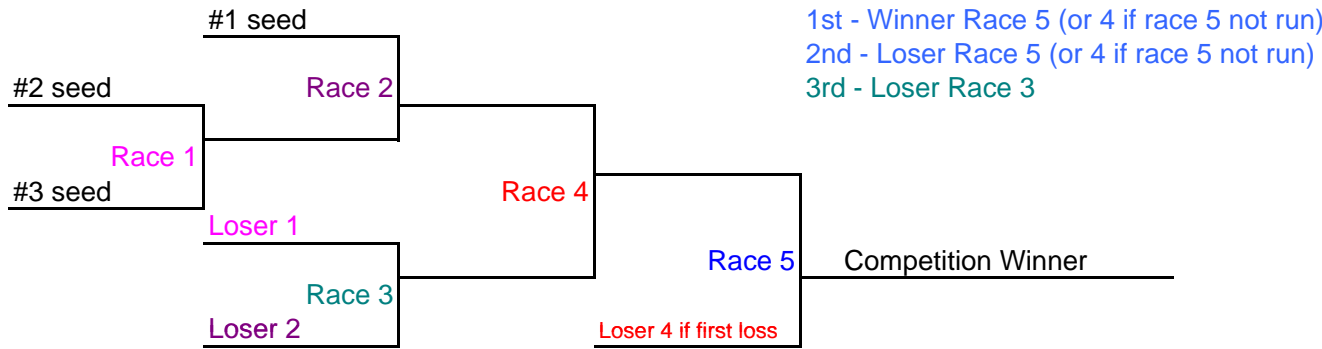 #1 seed
1st - Winner Race 5 (or 4 if race 5 not run)
2nd - Loser Race 5 (or 4 if race 5 not run)
#2 seed
Race 2
3rd - Loser Race 3
Race 1
#3 seed
Race 4
Loser 1
Race 5
Competition Winner
Race 3
Loser 2
Loser 4 if first loss